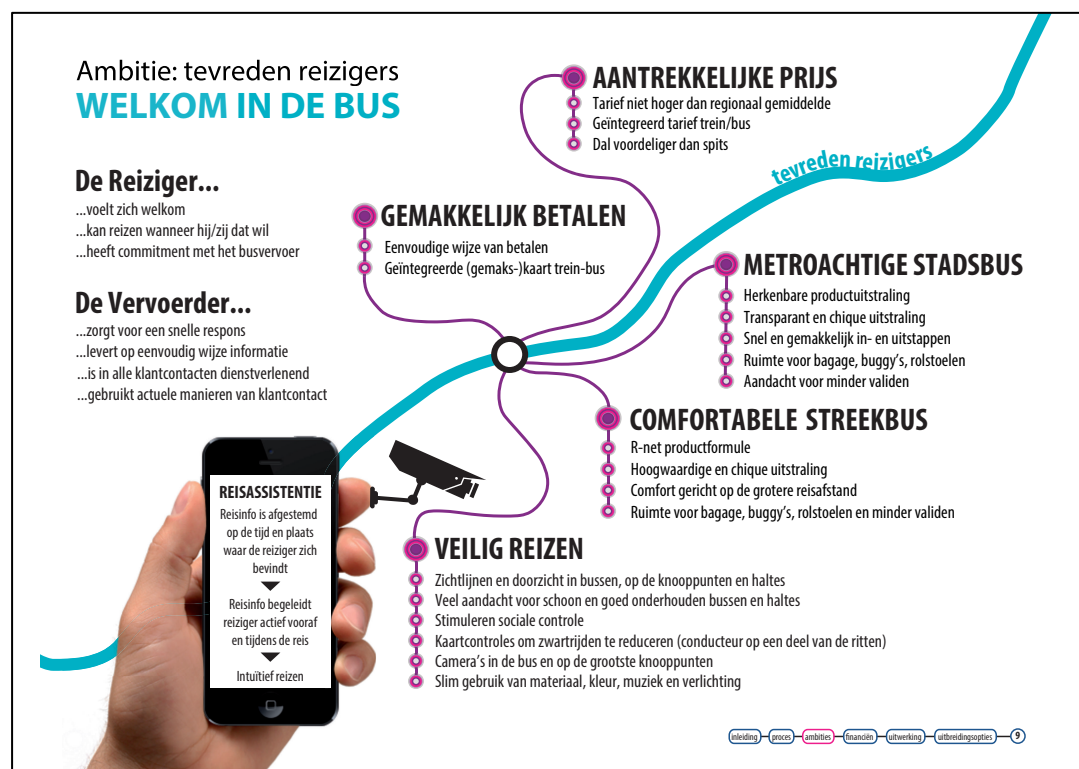 Ambitie: tevreden reizigers
WELKOM IN DE BUS
De Reiziger...
...voelt zich welkom
...kan reizen wanneer hij/zij dat wil
...heeft commitment met het busvervoer
De Vervoerder...
...zorgt voor een snelle respons
...levert op eenvoudig wijze informatie
...is in alle klantcontacten dienstverlenend
...gebruikt actuele manieren van klantcontact
AANTREKKELIJKE PRIJS
Tarief niet hoger dan regionaal gemiddelde
Geïntegreerd tarief trein/bus
Dal voordeliger dan spits
tevreden reizigers
GEMAKKELIJK BETALEN
Eenvoudige wijze van betalen
Geïntegreerde (gemaks-)kaart trein-bus
METROACHTIGE STADSBUS
Herkenbare productuitstraling
Transparant en chique uitstraling
Snel en gemakkelijk in- en uitstappen
Ruimte voor bagage, buggy's, rolstoelen
Aandacht voor minder validen
COMFORTABELE STREEKBUS
R-net productformule
Hoogwaardige en chique uitstraling
Comfort gericht op de grotere reisafstand
Ruimte voor bagage, buggy's, rolstoelen en minder validen
REISASSISTENTIE
Reisinfo is afgestemd
op de tijd en plaats
waar de reiziger zich
bevindt
Reisinfo begeleidt
reiziger actief vooraf
en tijdens de reis
Intuïtief reizen
VEILIG REIZEN
Zichtlijnen en doorzicht in bussen, op de knooppunten en haltes
Veel aandacht voor schoon en goed onderhouden bussen en haltes
Stimuleren sociale controle
Kaartcontroles om zwartrijden te reduceren (conducteur op een deel van de ritten)
Camera's in de bus en op de grootste knooppunten
Slim gebruik van materiaal, kleur, muziek en verlichting
inleiding proces ambities financiën uitwerking uitbreidingsopties 9